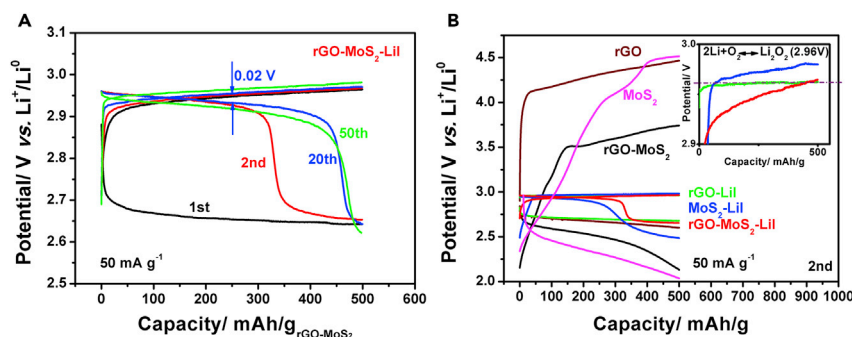 A
rGO-MoS₂-LiI
0.02 V
50th
2nd
20th
1st
50 mA g⁻¹
Potential/ V vs. Li⁺/Li⁰
3.1
3.0
2.9
2.8
2.7
2.6
2.5
0 100 200 300 400 500
Capacity/ mAh/g rGO-MoS₂
B
rGO
MoS₂
rGO-MoS₂
rGO-LiI
MoS₂-LiI
rGO-MoS₂-LiI
50 mA g⁻¹
2nd
Potential/ V vs. Li⁺/Li⁰
4.5
4.0
3.5
3.0
2.5
2.0
0 100 200 300 400 500 600 700 800 900 1000
Capacity/ mAh/g
2Li+O₂↔Li₂O₂ (2.96V)
Potential/ V
3.0
2.9
0 500
Capacity/ mAh/g